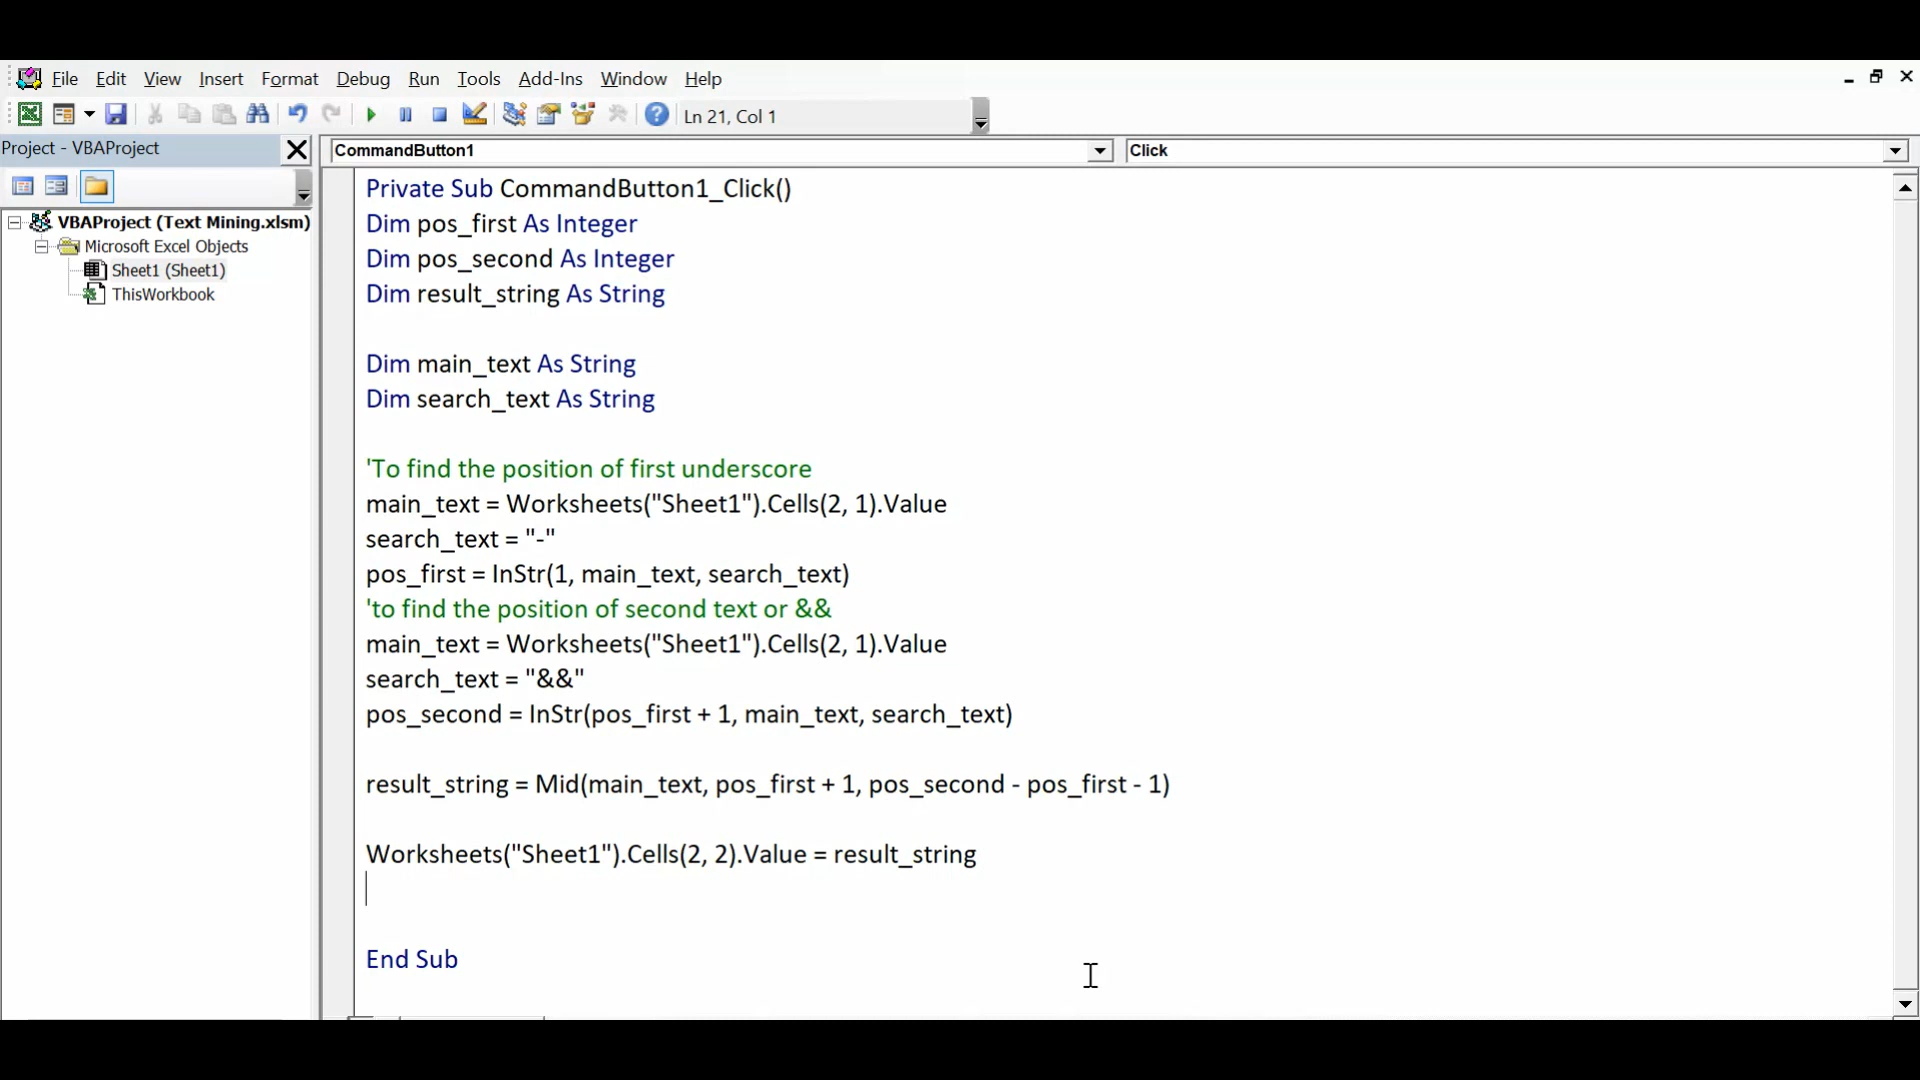 File Edit View Insert Format Debug Run Tools Add-Ins Window Help
Ln 21, Col 1
Project - VBAProject
CommandButton1
Click
VBAProject (Text Mining.xlsm)
Microsoft Excel Objects
Sheet1 (Sheet1)
ThisWorkbook
Private Sub CommandButton1_Click()
Dim pos_first As Integer
Dim pos_second As Integer
Dim result_string As String
Dim main_text As String
Dim search_text As String
'To find the position of first underscore
main_text = Worksheets("Sheet1").Cells(2, 1).Value
search_text = "-"
pos_first = InStr(1, main_text, search_text)
'to find the position of second text or &&
main_text = Worksheets("Sheet1").Cells(2, 1).Value
search_text = "&&"
pos_second = InStr(pos_first + 1, main_text, search_text)
result_string = Mid(main_text, pos_first + 1, pos_second - pos_first - 1)
Worksheets("Sheet1").Cells(2, 2).Value = result_string
End Sub